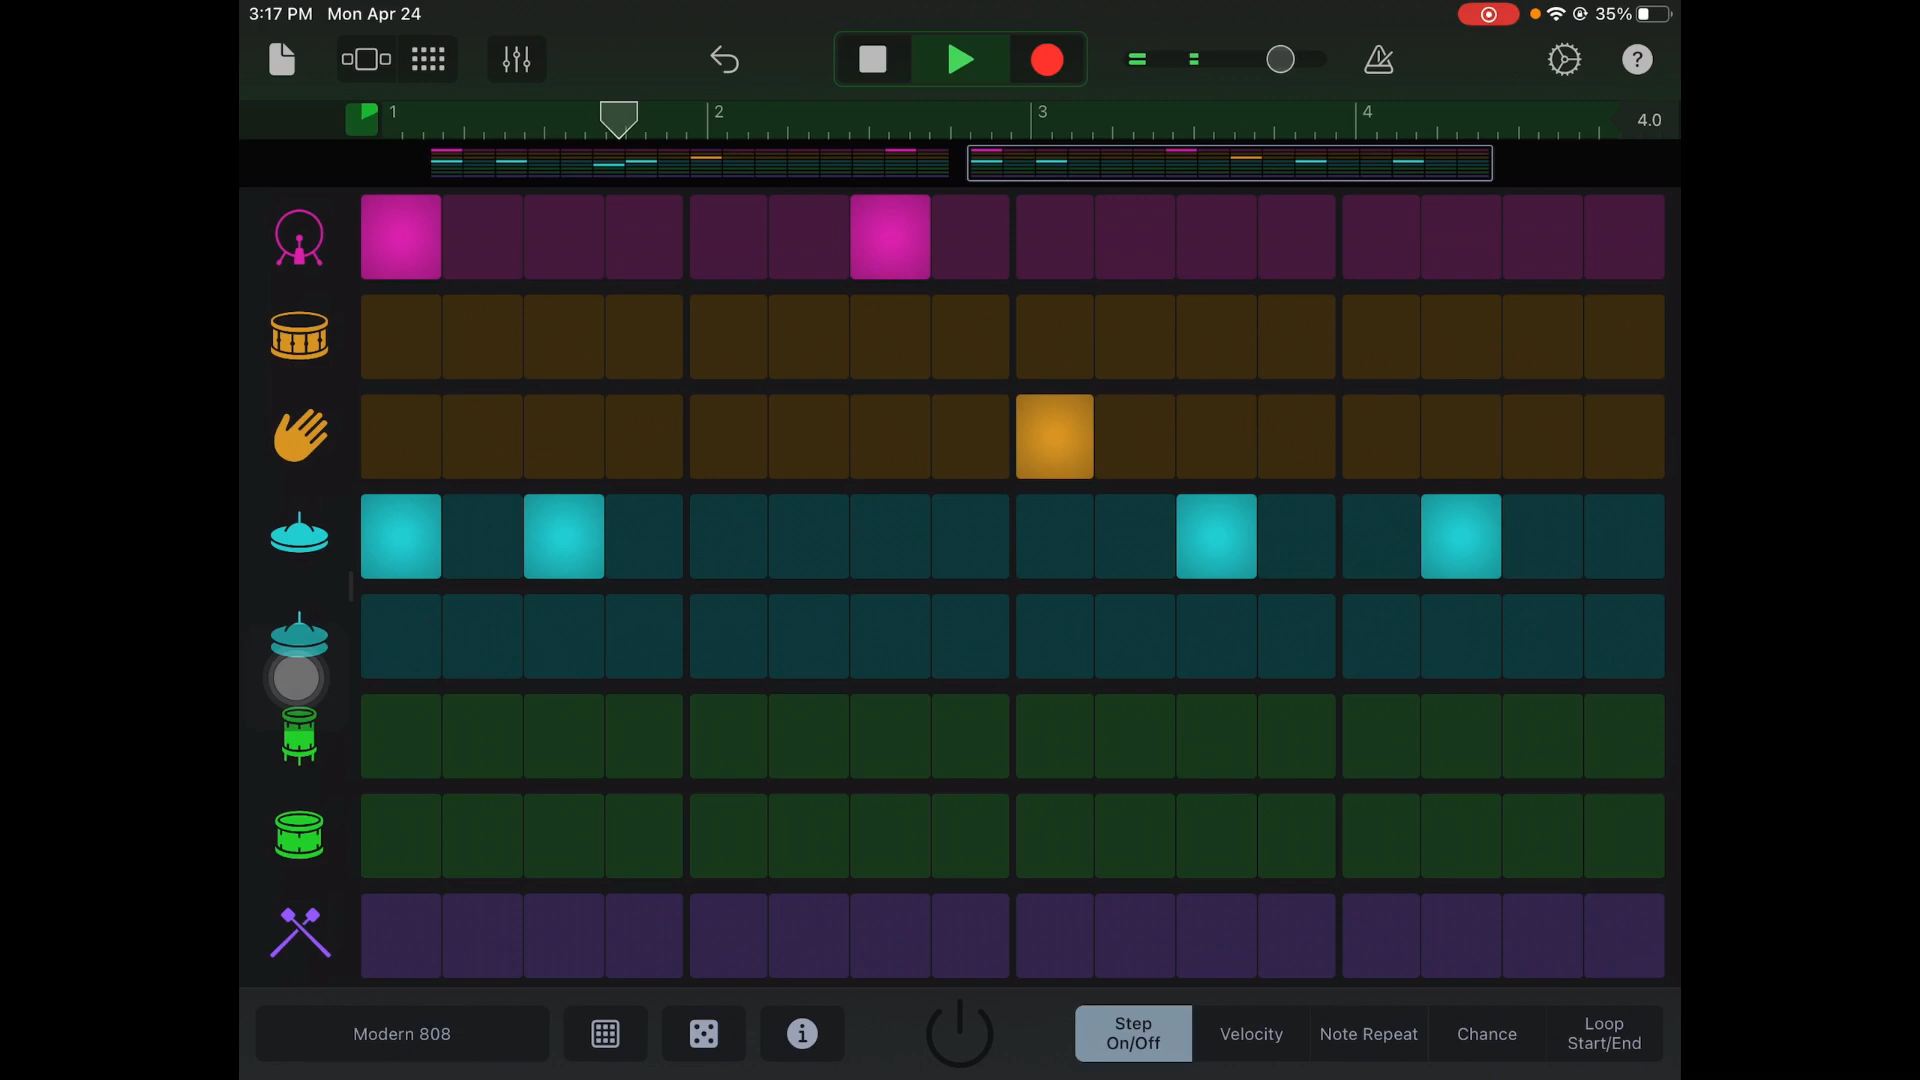 3:17 PM Mon Apr 24
35%
?
1
2
3
4
4.0
Modern 808
i
Step
On/Off
Velocity
Note Repeat
Chance
Loop
Start/End